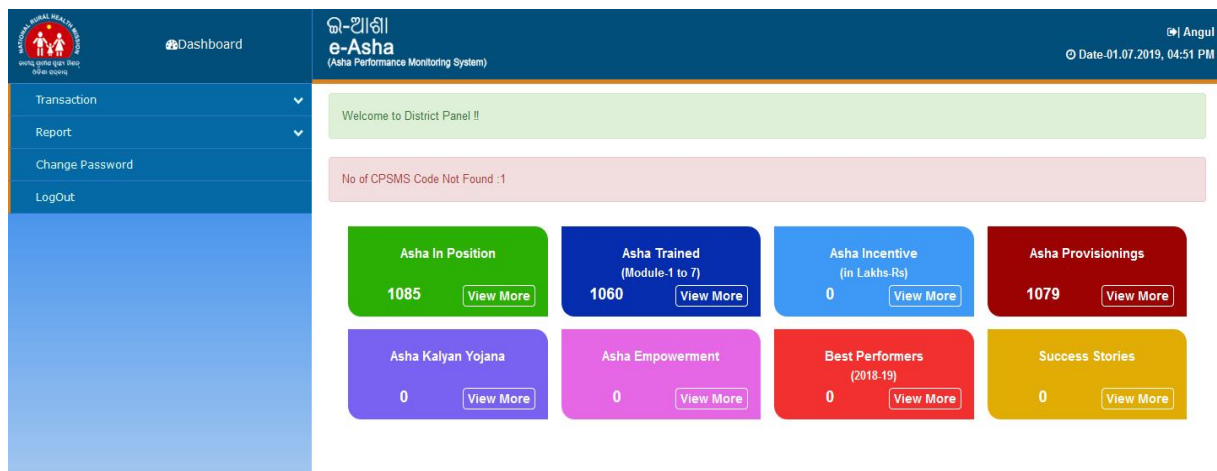 NATIONAL RURAL HEALTH MISSION
Dashboard
ଇ-ଆଶା
e-Asha
(Asha Performance Monitoring System)
| Angul
Date-01.07.2019, 04:51 PM
Transaction
Report
Change Password
LogOut
Welcome to District Panel !!
No of CPSMS Code Not Found :1
Asha In Position
1085 View More
Asha Trained
(Module-1 to 7)
1060 View More
Asha Incentive
(in Lakhs-Rs)
0 View More
Asha Provisionings
1079 View More
Asha Kalyan Yojana
0 View More
Asha Empowerment
0 View More
Best Performers
(2018-19)
0 View More
Success Stories
0 View More